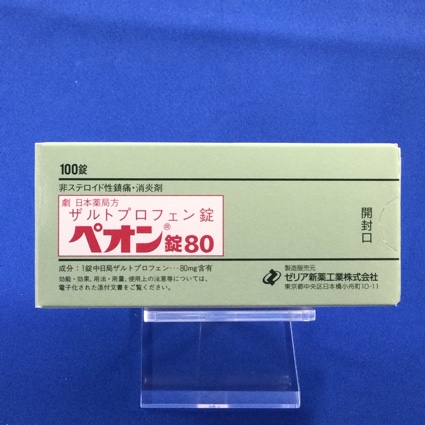 100錠
非ステロイド性鎮痛・消炎剤
劇 日本薬局方
ザルトプロフェン錠
ペオン®錠80
成分：1錠中日局ザルトプロフェン…80mg含有
効能・効果、用法・用量、使用上の注意等については、
電子化された添付文書をご覧ください。
開封口
製造販売元
ゼリア新薬工業株式会社
東京都中央区日本橋小舟町10-11